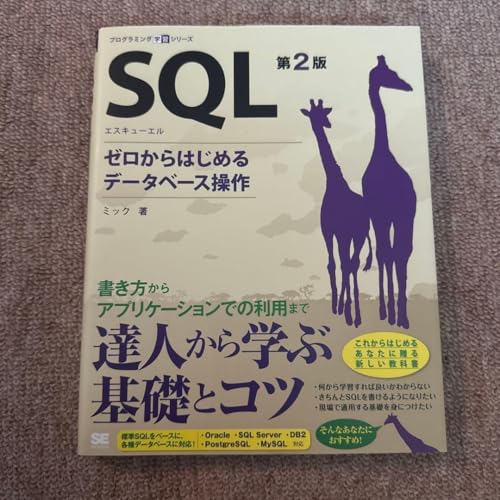 プログラミング学習シリーズ
SQL 第2版
エスキューエル
ゼロからはじめる
データベース操作
ミック 著
書き方から
アプリケーションでの利用まで
達人から学ぶ
基礎とコツ
これからはじめる
あなたに贈る
新しい教科書
・何から学習すれば良いかわからない
・きちんとSQLを書けるようになりたい
・現場で通用する基礎を身につけたい
そんなあなたに
おすすめ!
SE
標準SQLをベースに、
各種データベースに対応!
・Oracle ・SQL Server ・DB2
・PostgreSQL ・MySQL 対応